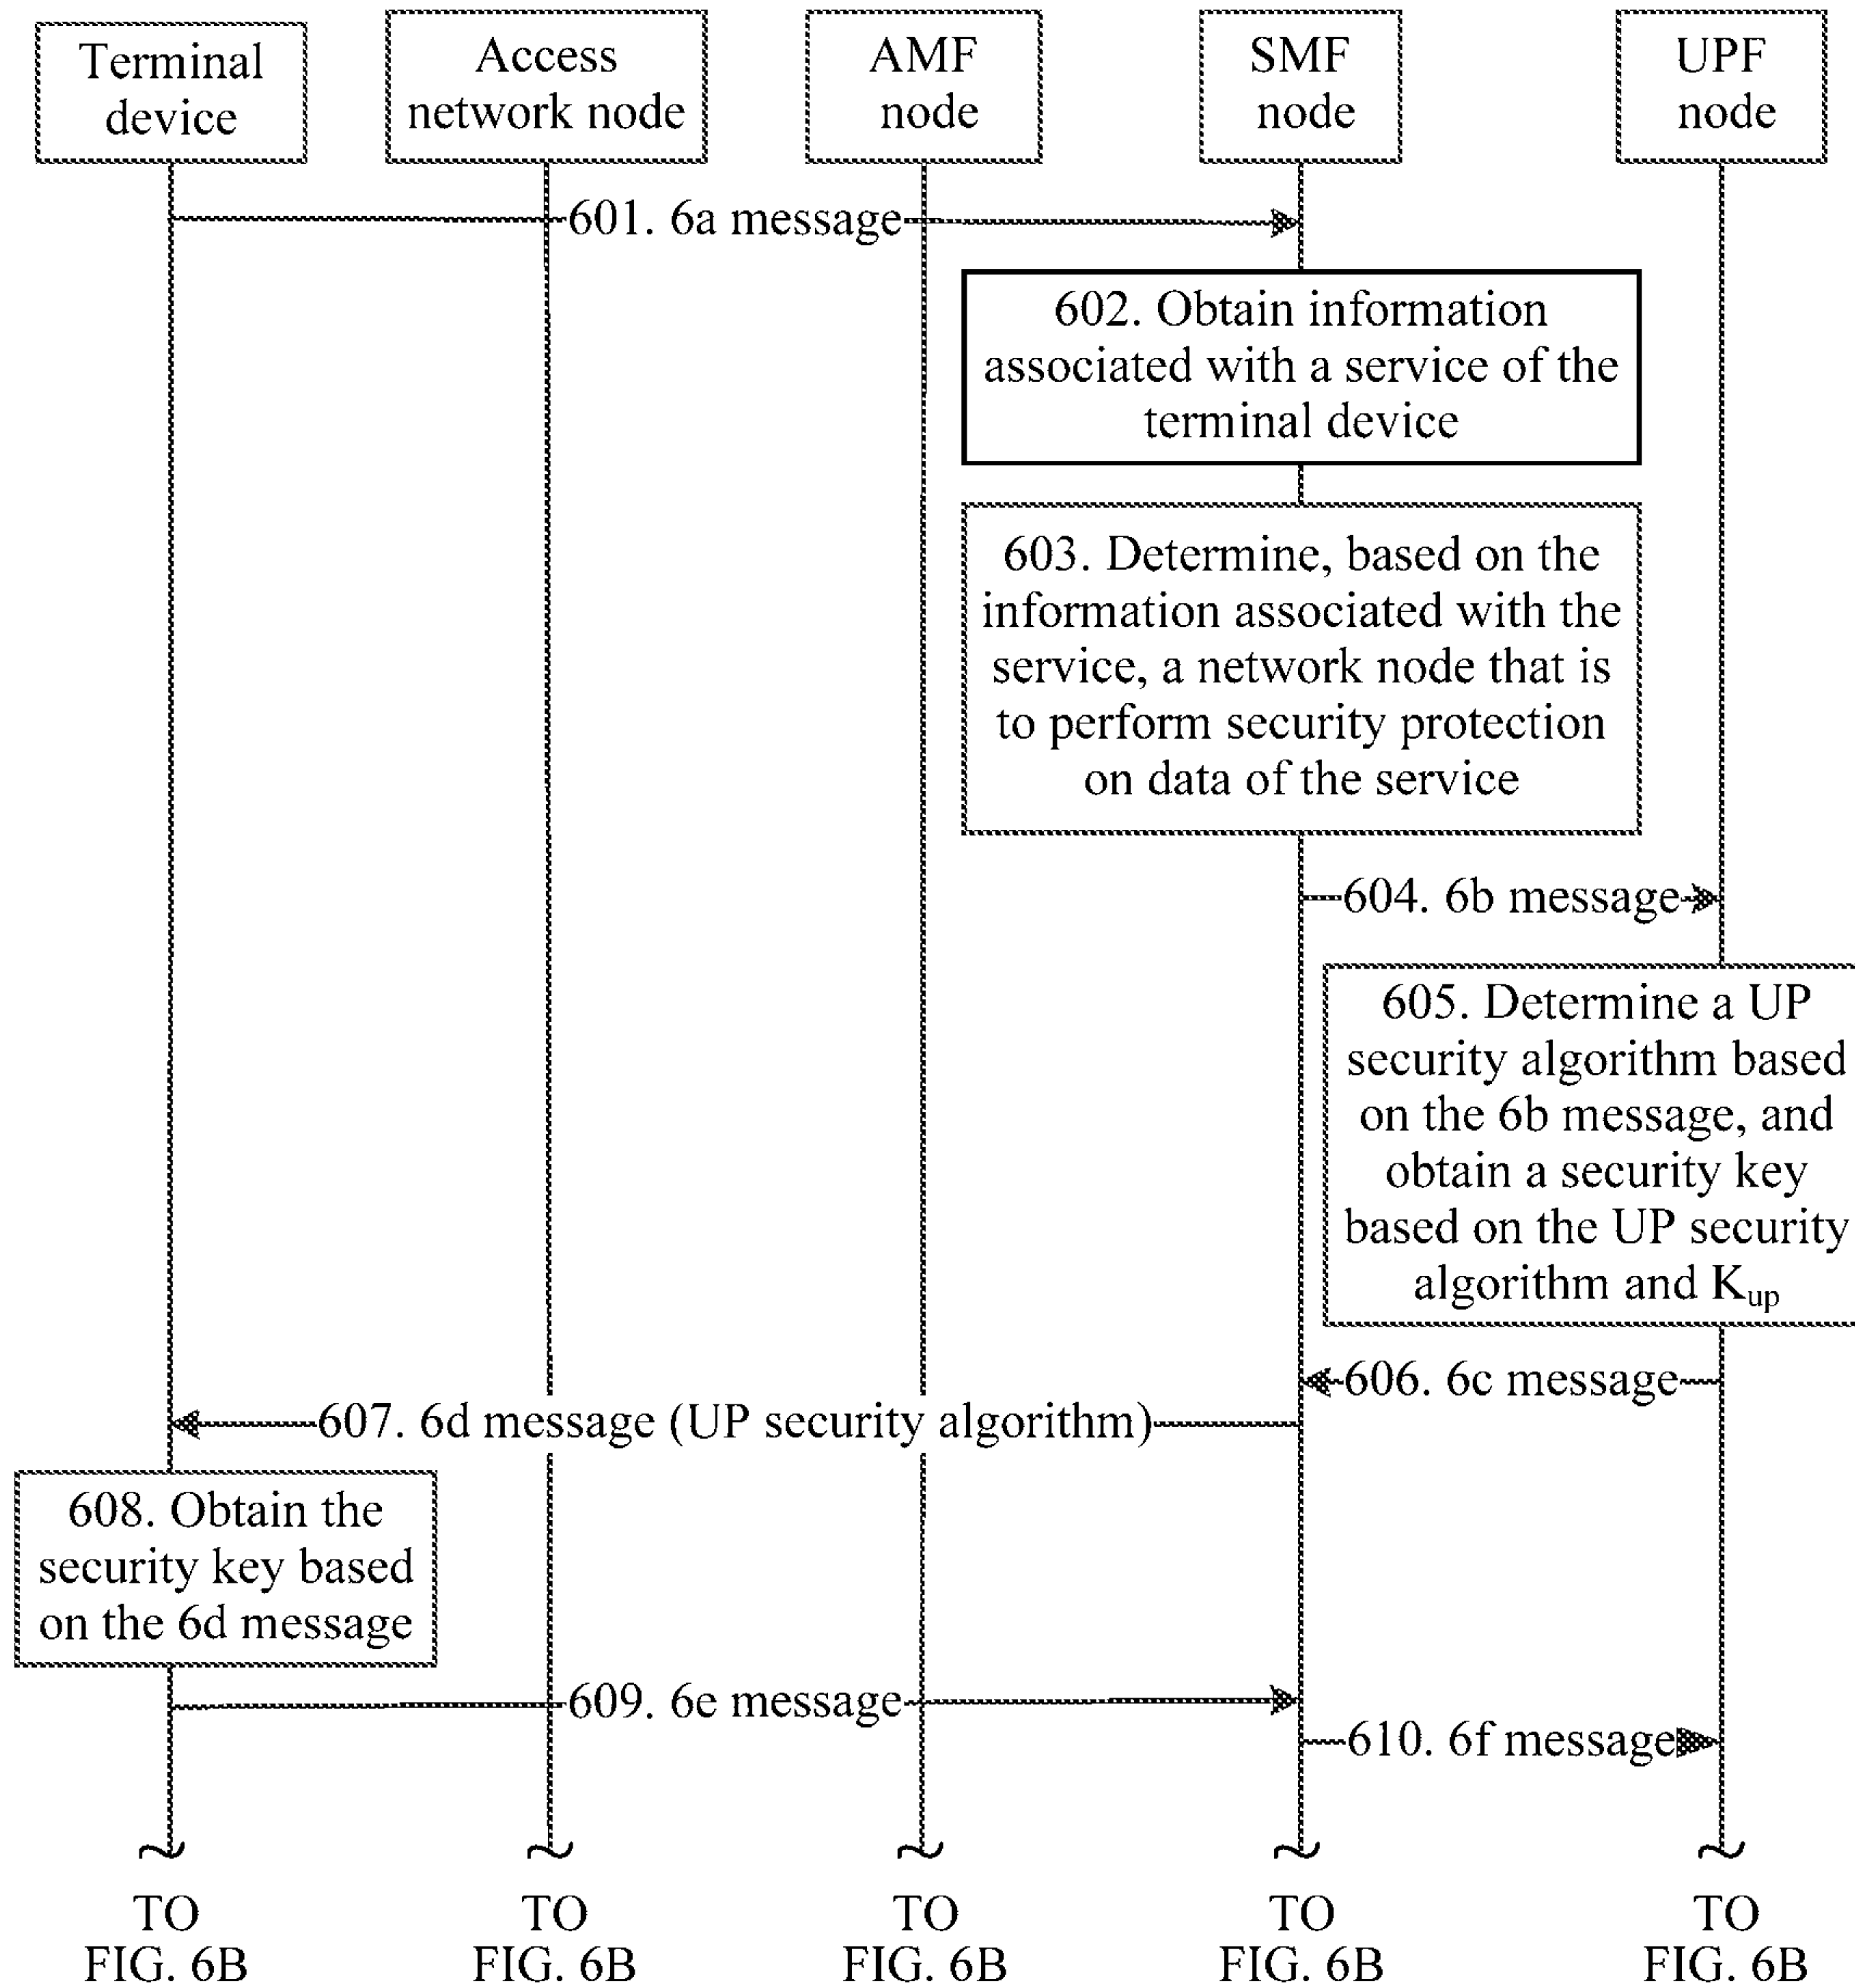 Terminal
device
Access
network node
AMF
node
SMF
node
UPF
node
601. 6a message
602. Obtain information
associated with a service of the
terminal device
603. Determine, based on the
information associated with the
service, a network node that is
to perform security protection
on data of the service
604. 6b message
605. Determine a UP
security algorithm based
on the 6b message, and
obtain a security key
based on the UP security
algorithm and Kup
606. 6c message
607. 6d message (UP security algorithm)
608. Obtain the
security key based
on the 6d message
609. 6e message
610. 6f message
TO
FIG. 6B
TO
FIG. 6B
TO
FIG. 6B
TO
FIG. 6B
TO
FIG. 6B